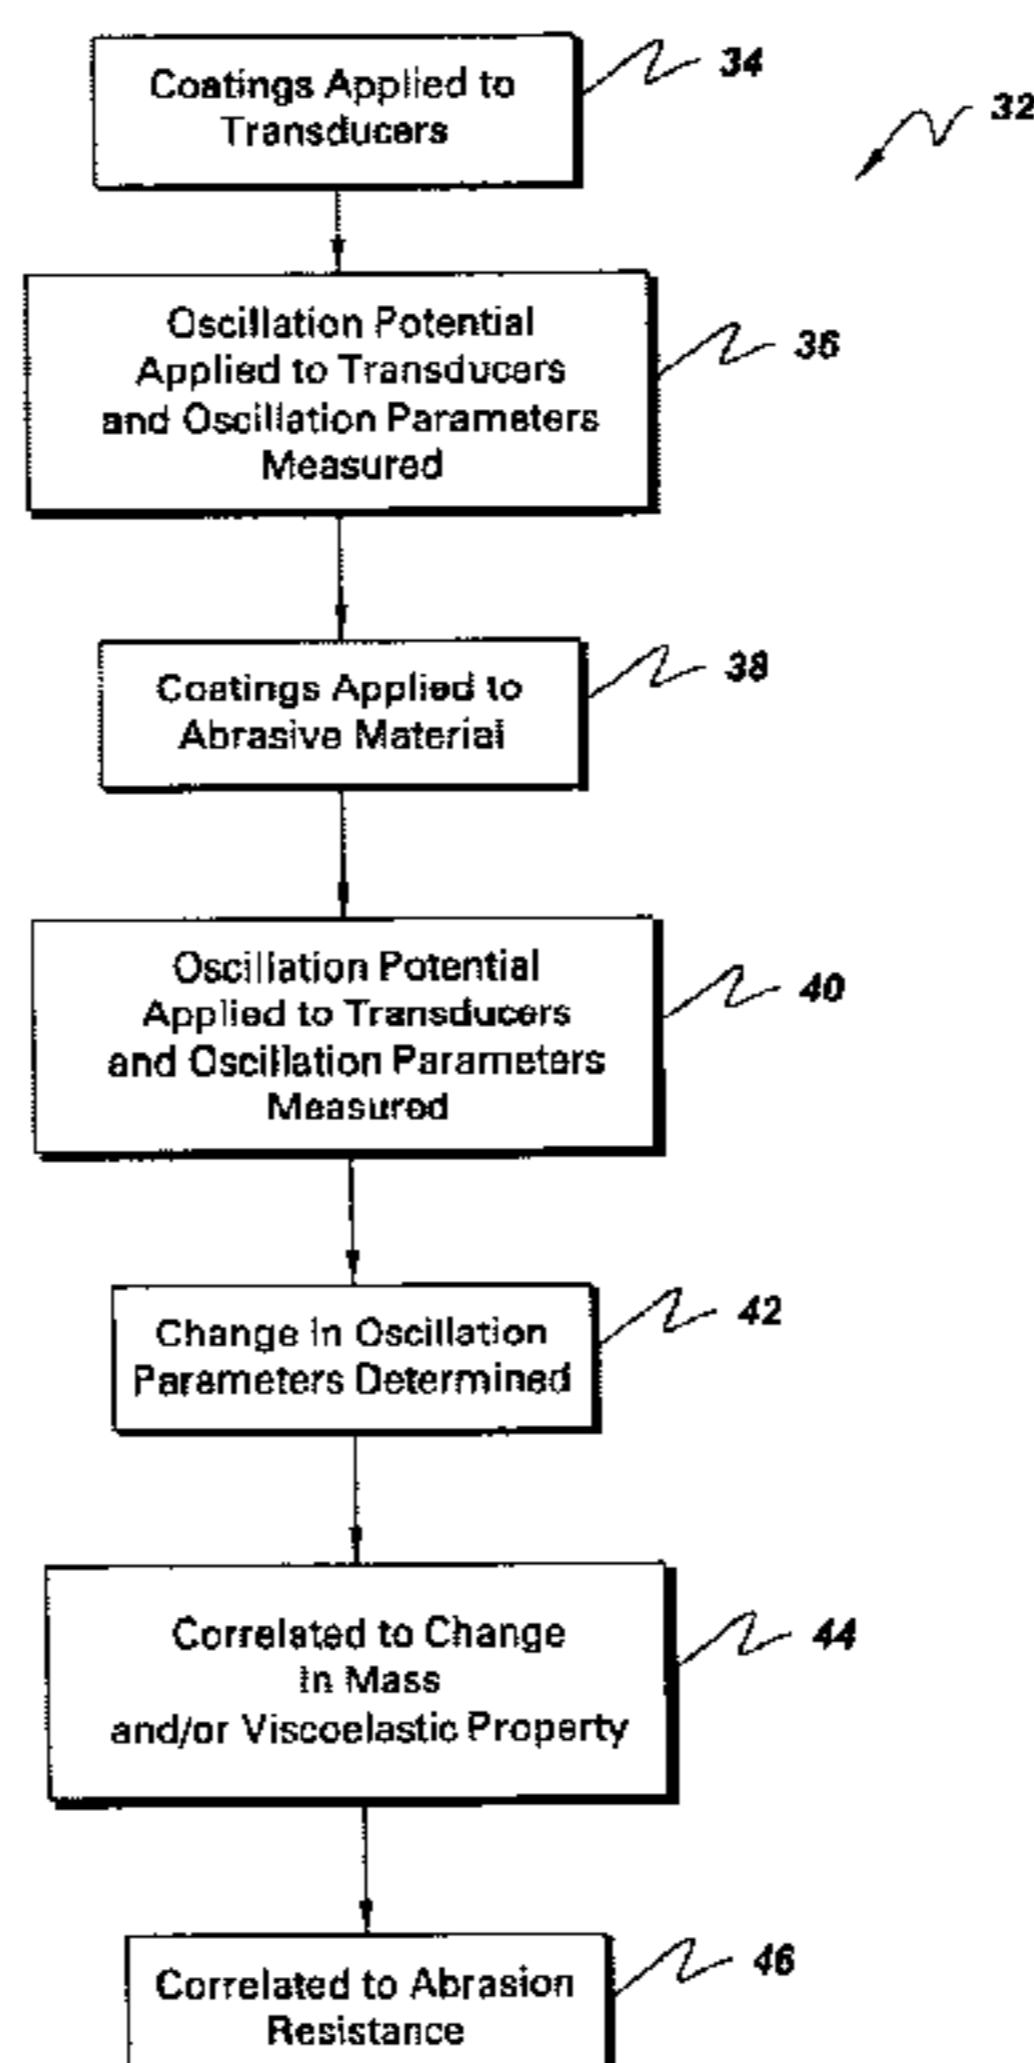 Coatings Applied to
Transducers
34
32
Oscillation Potential
Applied to Transducers
and Oscillation Parameters
Measured
36
Coatings Applied to
Abrasive Material
38
Oscillation Potential
Applied to Transducers
and Oscillation Parameters
Measured
40
Change in Oscillation
Parameters Determined
42
Correlated to Change
in Mass
and/or Viscoelastic Property
44
Correlated to Abrasion
Resistance
46